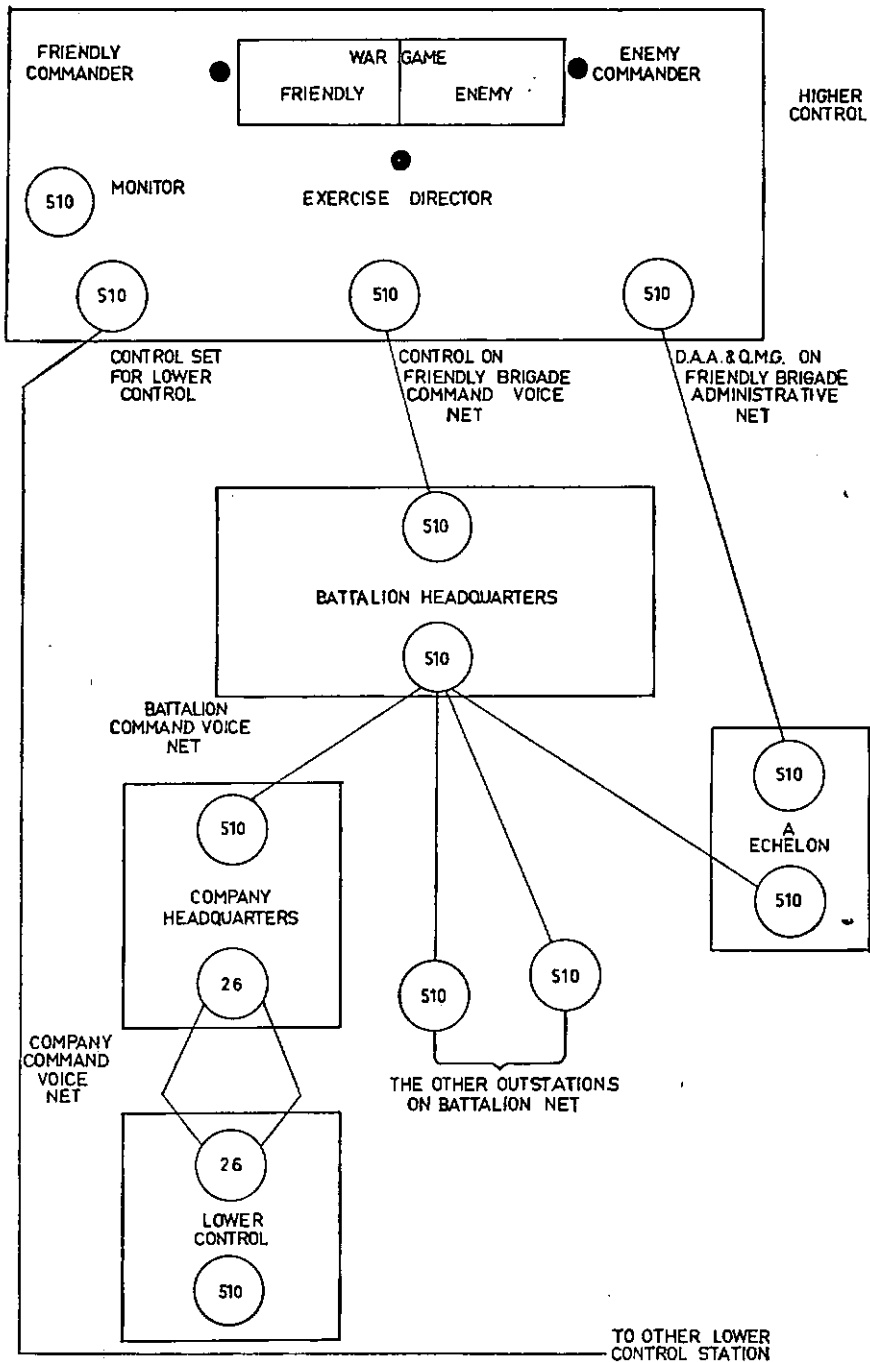 FRIENDLY
COMMANDER
WAR GAME
FRIENDLY
ENEMY
ENEMY
COMMANDER
HIGHER
CONTROL
510
MONITOR
EXERCISE DIRECTOR
510
510
510
CONTROL SET
FOR LOWER
CONTROL
CONTROL ON
FRIENDLY BRIGADE
COMMAND VOICE
NET
D.A.A.& Q.M.G. ON
FRIENDLY BRIGADE
ADMINISTRATIVE
NET
510
BATTALION HEADQUARTERS
510
BATTALION
COMMAND VOICE
NET
510
COMPANY
HEADQUARTERS
26
510
A
ECHELON
510
510
510
THE OTHER OUTSTATIONS
ON BATTALION NET
COMPANY
COMMAND
VOICE
NET
26
LOWER
CONTROL
510
TO OTHER LOWER
CONTROL STATION